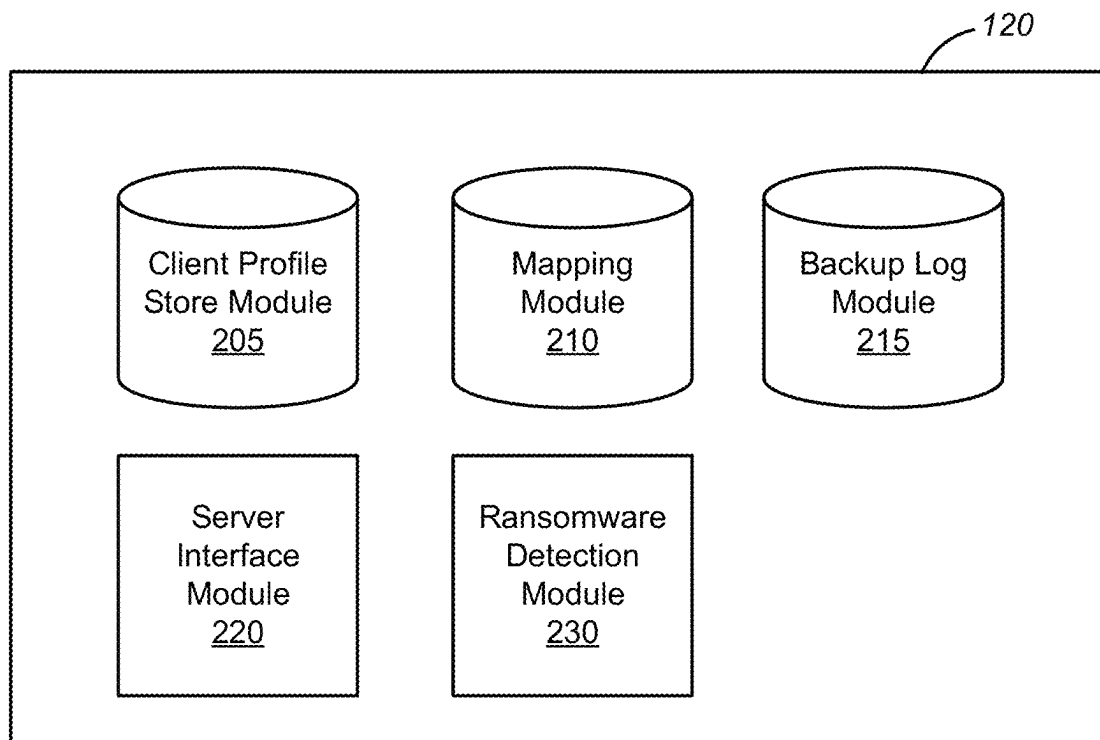 120
Client Profile
Store Module
205
Mapping
Module
210
Backup Log
Module
215
Server
Interface
Module
220
Ransomware
Detection
Module
230